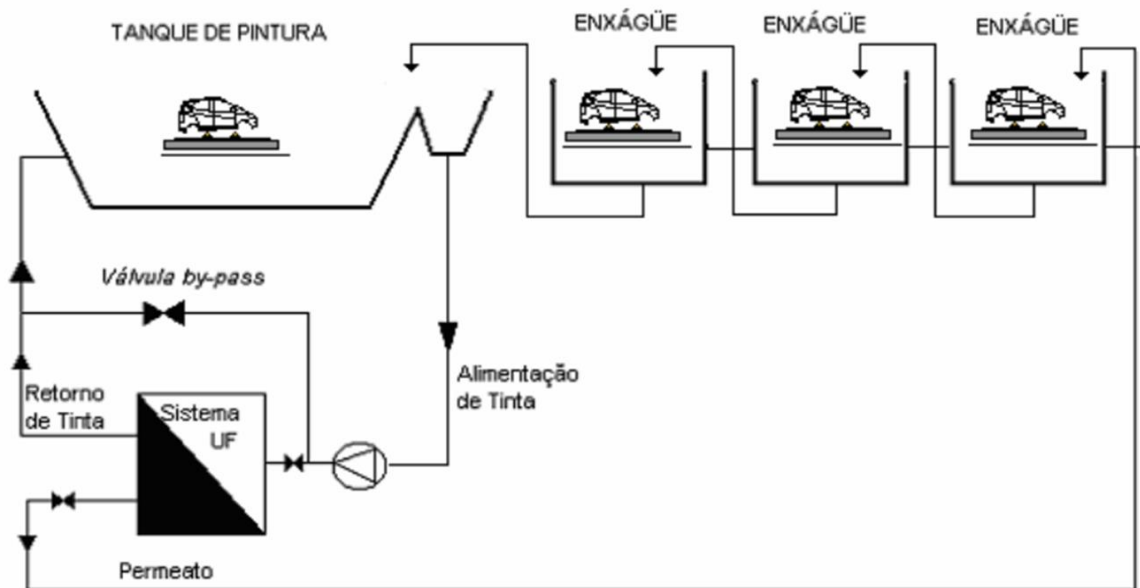 TANQUE DE PINTURA
ENXÁGÜE
ENXÁGÜE
ENXÁGÜE
Válvula by-pass
Alimentação
de Tinta
Retorno
de Tinta
Sistema
UF
Permeato